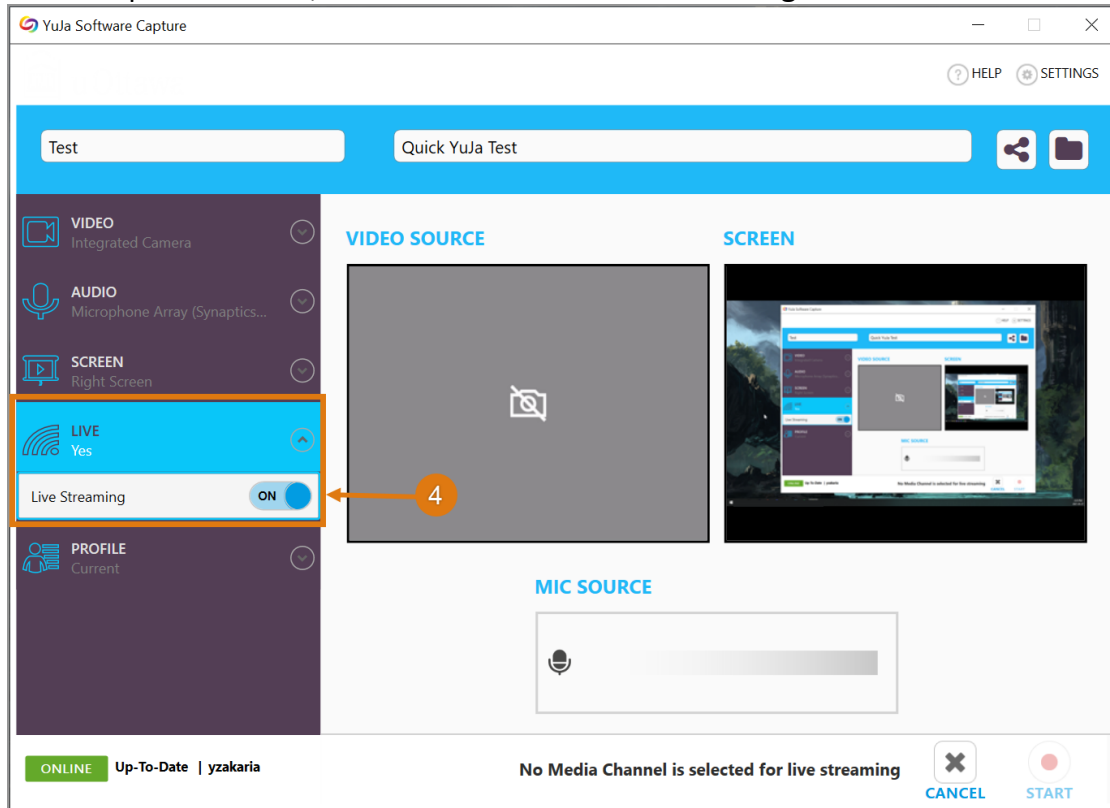 YuJa Software Capture
HELP SETTINGS
Test Quick YuJa Test
VIDEO
Integrated Camera
AUDIO
Microphone Array (Synaptics...
SCREEN
Right Screen
LIVE
Yes
Live Streaming ON
4
PROFILE
Current
VIDEO SOURCE SCREEN
MIC SOURCE
ONLINE Up-To-Date | yzakaria
No Media Channel is selected for live streaming
CANCEL START